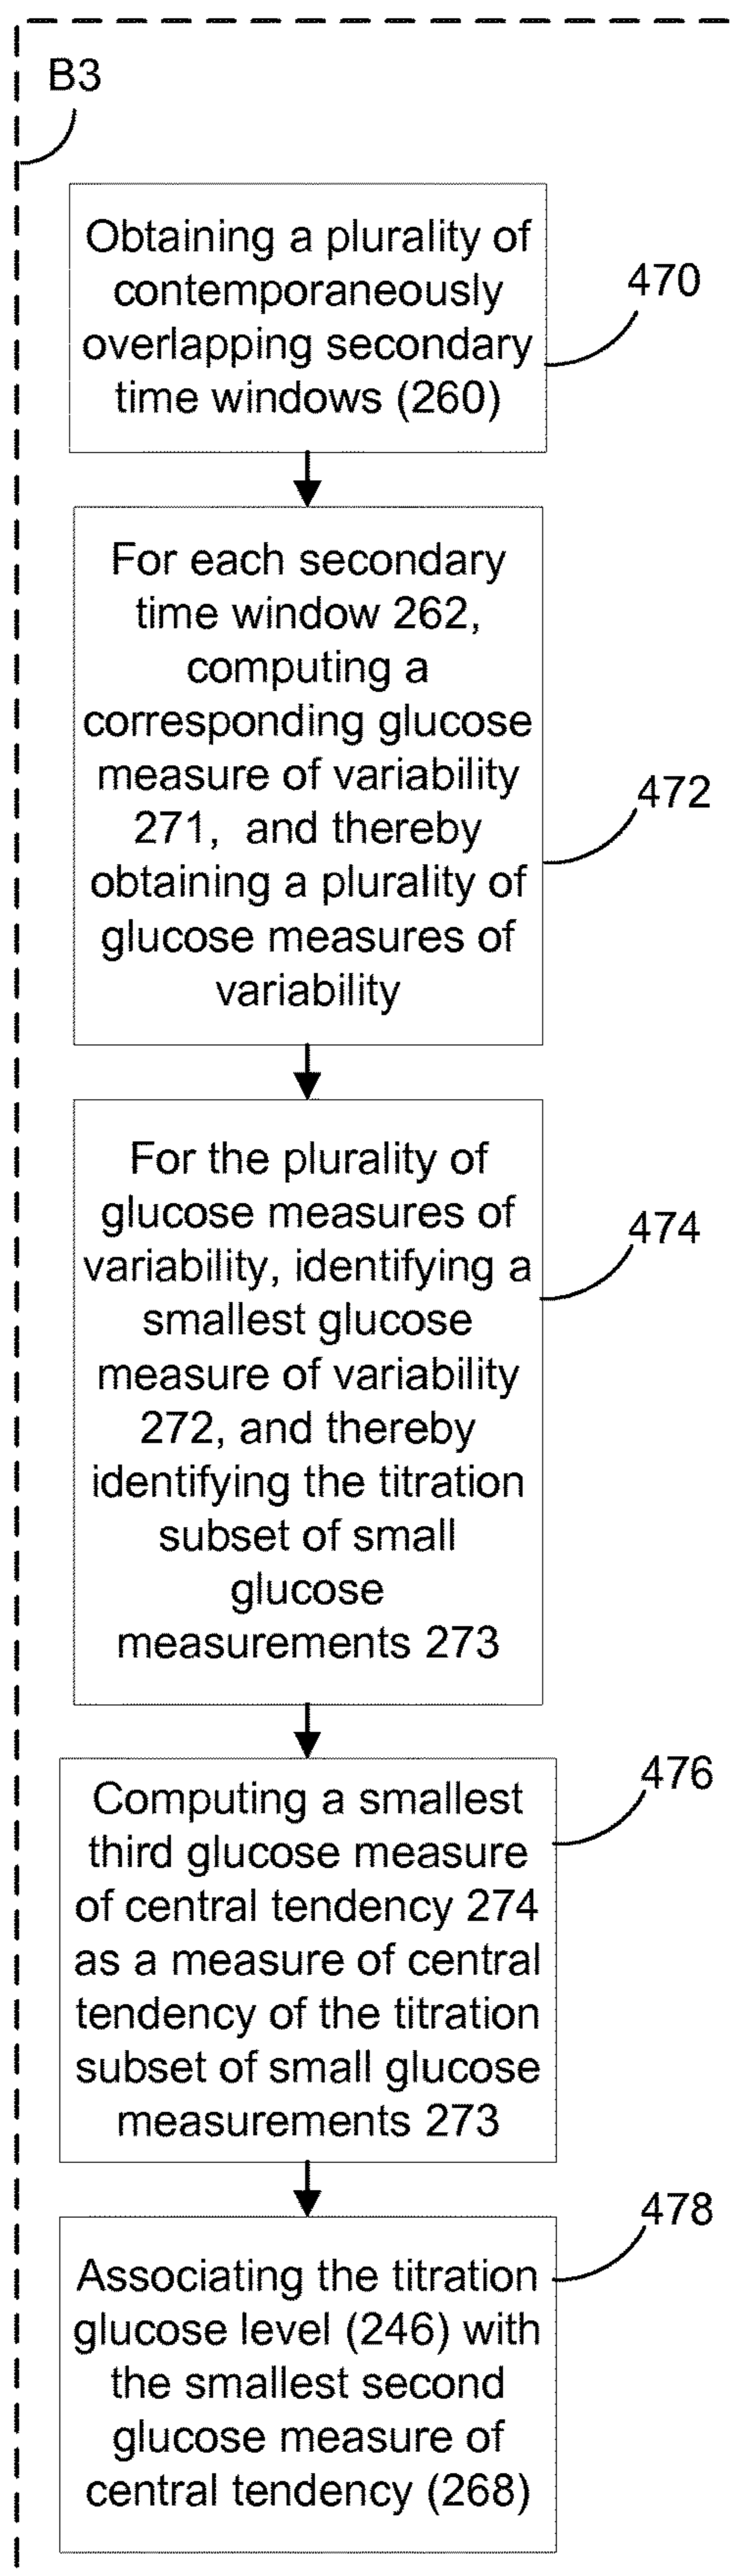 B3
Obtaining a plurality of
contemporaneously
overlapping secondary
time windows (260)
470
For each secondary
time window 262,
computing a
corresponding glucose
measure of variability
271, and thereby
obtaining a plurality of
glucose measures of
variability
472
For the plurality of
glucose measures of
variability, identifying a
smallest glucose
measure of variability
272, and thereby
identifying the titration
subset of small
glucose
measurements 273
474
Computing a smallest
third glucose measure
of central tendency 274
as a measure of central
tendency of the titration
subset of small glucose
measurements 273
476
Associating the titration
glucose level (246) with
the smallest second
glucose measure of
central tendency (268)
478